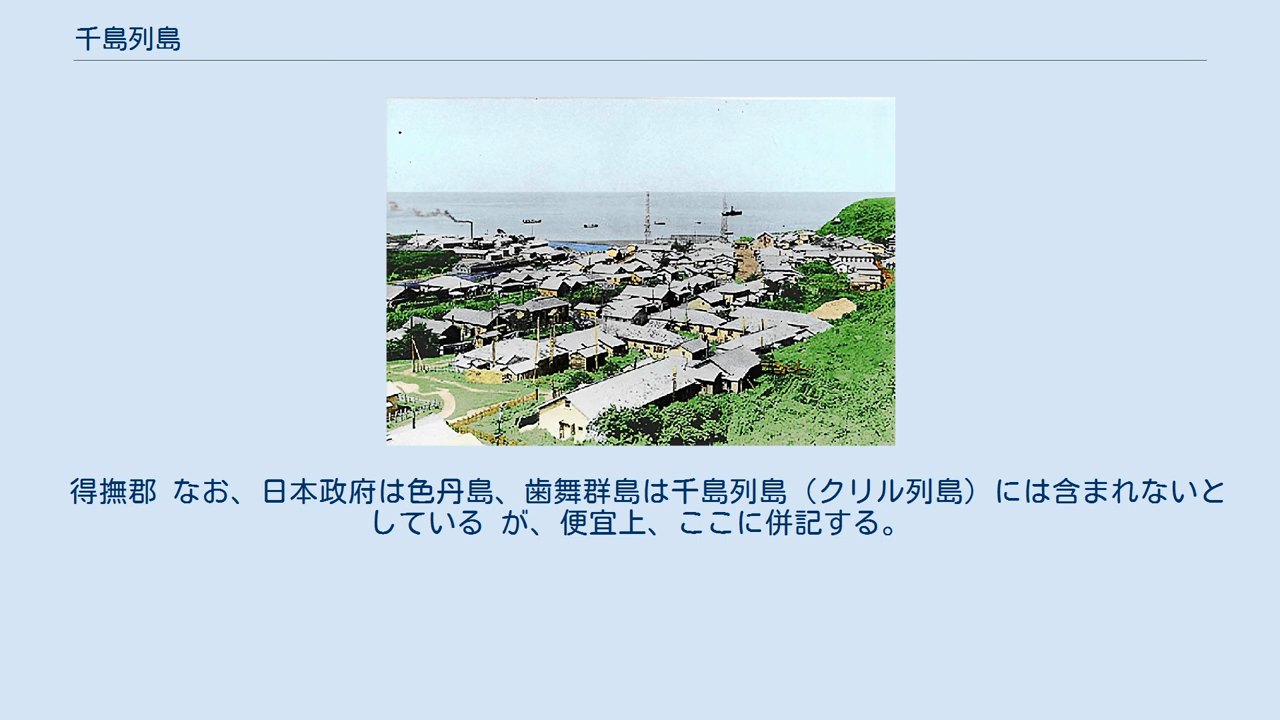 千島列島
得撫郡 なお、日本政府は色丹島、歯舞群島は千島列島（クリル列島）には含まれないと
している が、便宜上、ここに併記する。